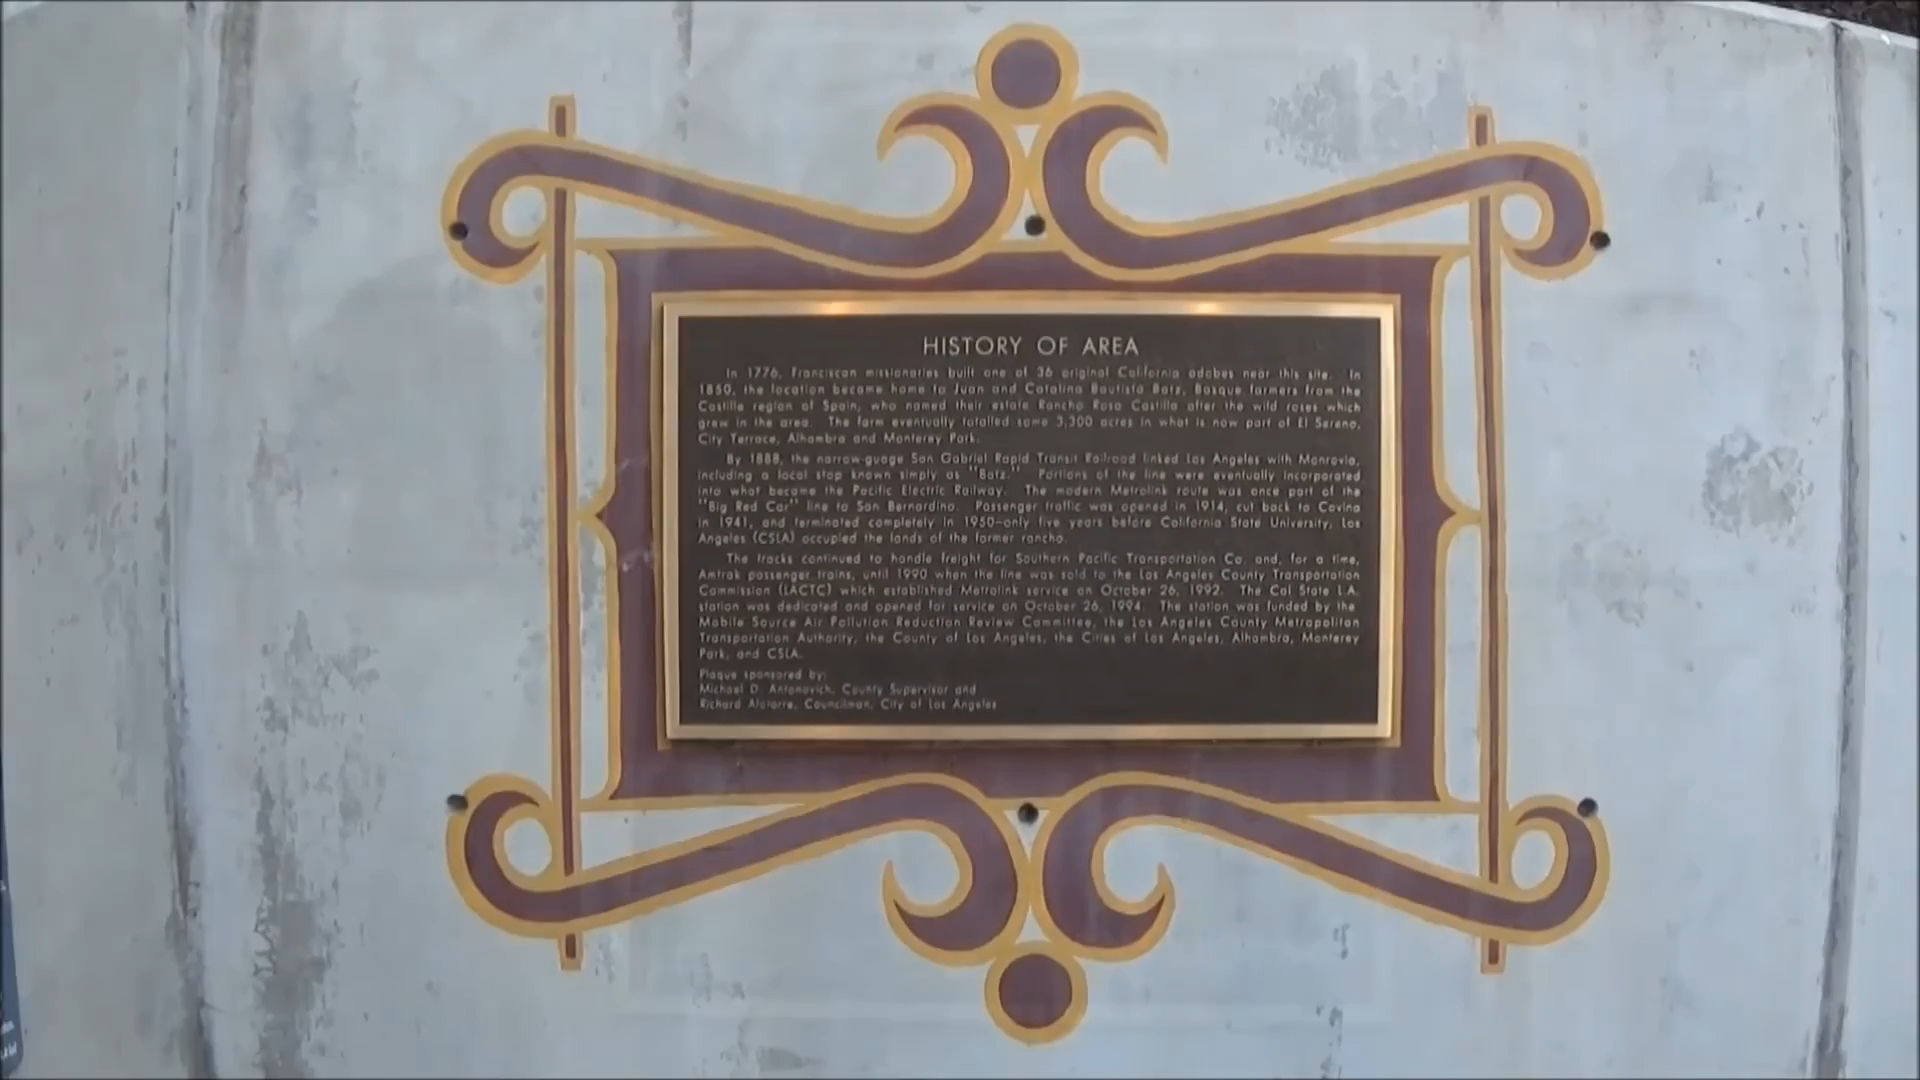 HISTORY OF AREA
In 1776, Franciscan missionaries built one of 36 original California adobes near this site. In
1850, the location became home to Juan and Catalina Bautista Batz, Basque farmers from the
Castilla region of Spain, who named their estate Rancho Rosa Castilla after the wild roses which
grew in the area. The farm eventually totalled some 3,300 acres in what is now part of El Sereno,
City Terrace, Alhambra and Monterey Park.
By 1888, the narrow-guage San Gabriel Rapid Transit Railroad linked Los Angeles with Monrovia,
including a local stop known simply as "Batz." Portions of the line were eventually incorporated
into what became the Pacific Electric Railway. The modern Metrolink route was once part of the
"Big Red Car" line to San Bernardino. Passenger traffic was opened in 1914, cut back to Covina
in 1941, and terminated completely in 1950-only five years before California State University, Los
Angeles (CSLA) occupied the lands of the former rancho.
The tracks continued to handle freight for Southern Pacific Transportation Co. and, for a time,
Amtrak passenger trains, until 1990 when the line was sold to the Los Angeles County Transportation
Commission (LACTC) which established Metrolink service on October 26, 1992. The Cal State L.A.
station was dedicated and opened for service on October 26, 1994. The station was funded by the
Mobile Source Air Pollution Reduction Review Committee, the Los Angeles County Metropolitan
Transportation Authority, the County of Los Angeles, the Cities of Los Angeles, Alhambra, Monterey
Park, and CSLA.
Plaque sponsored by:
Michael D. Antonovich, County Supervisor and
Richard Alatorre, Councilman, City of Los Angeles